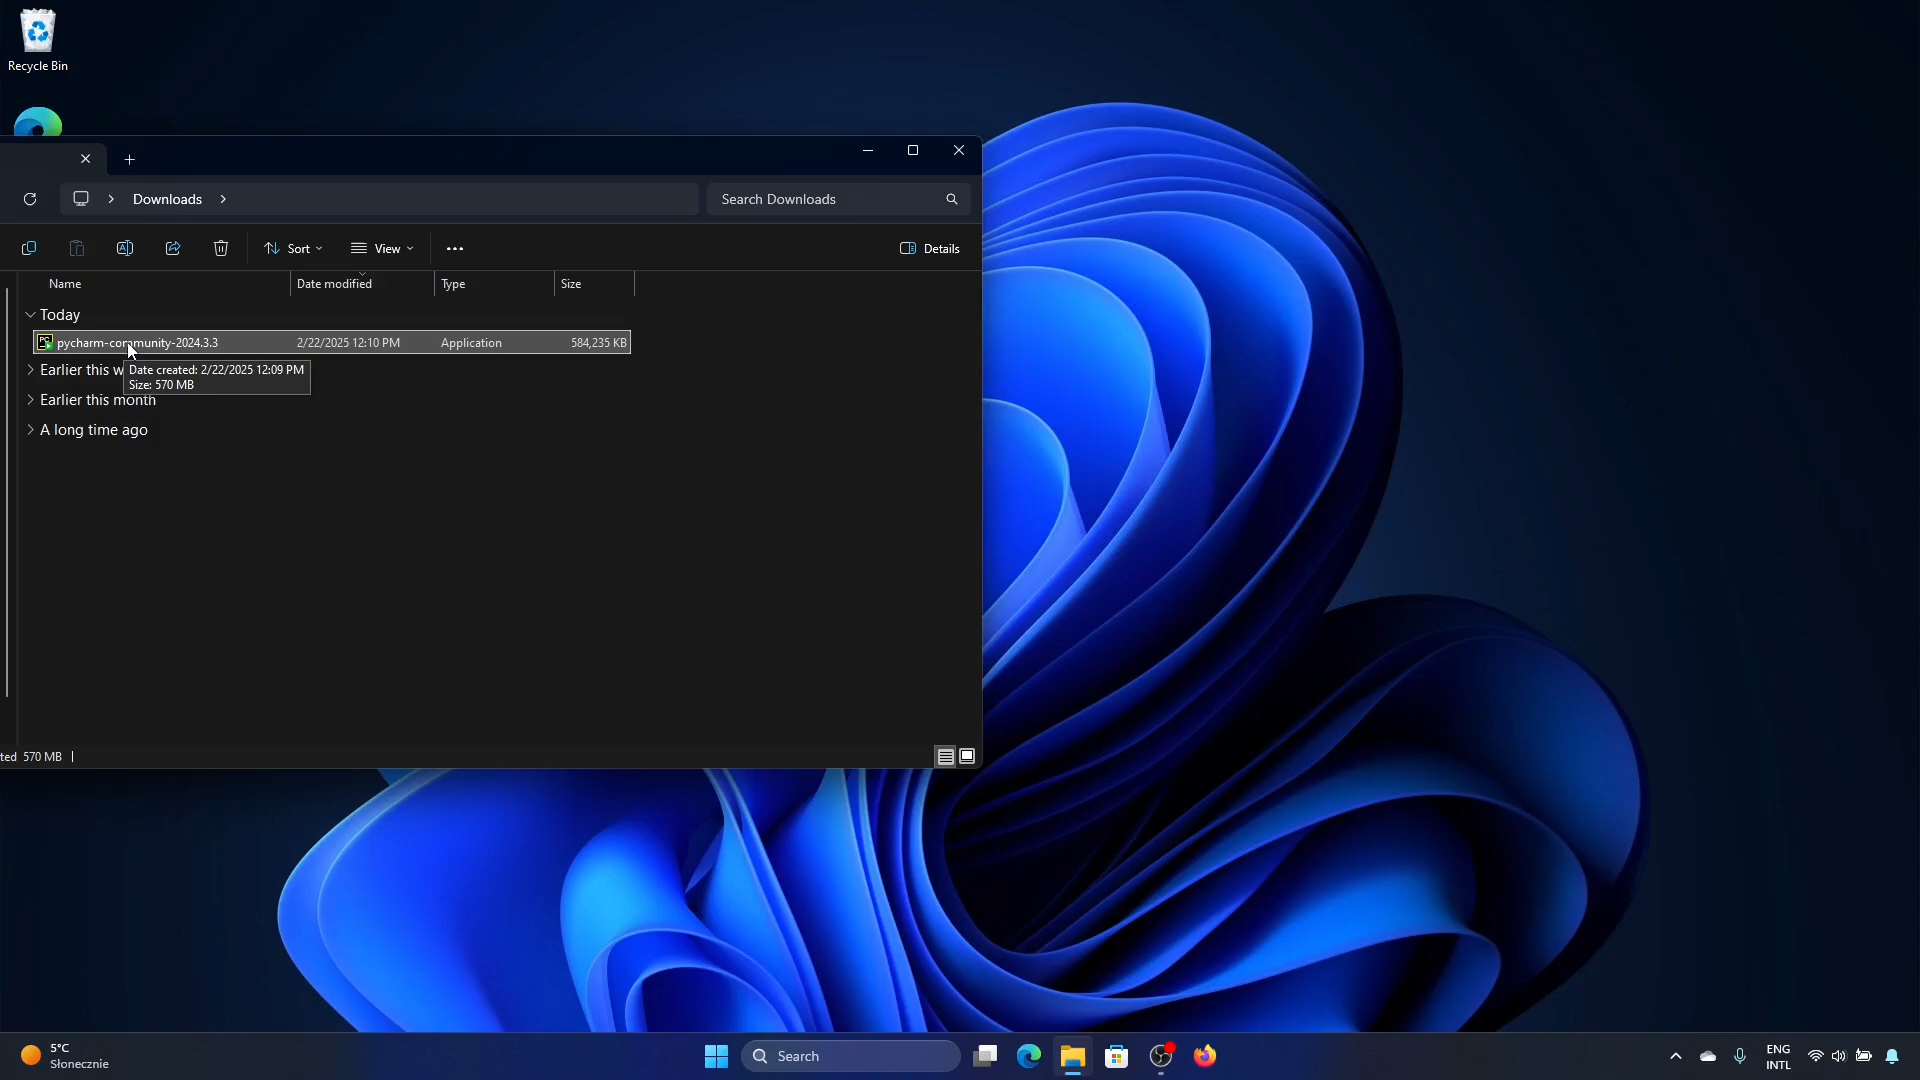 Recycle Bin
Downloads
Search Downloads
Sort
View
Details
Name
Date modified
Type
Size
Today
pycharm-community-2024.3.3
2/22/2025 12:10 PM
Application
584,235 KB
Earlier this w
Date created: 2/22/2025 12:09 PM
Size: 570 MB
Earlier this month
A long time ago
ted 570 MB
5°C
Słonecznie
Search
ENG
INTL